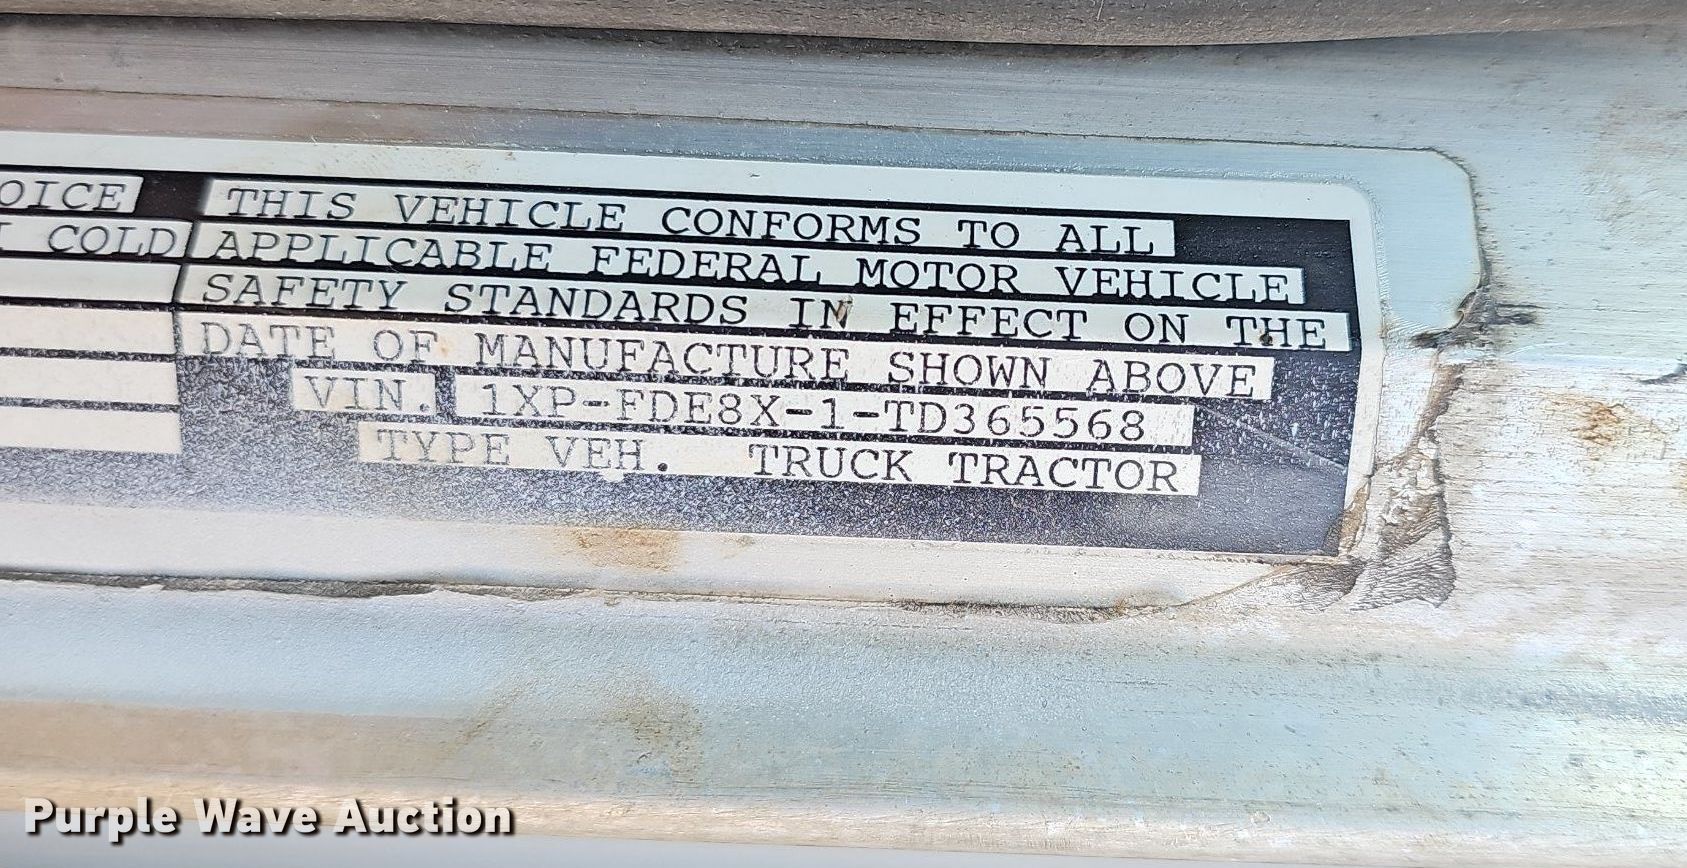 OICE
COLD
THIS VEHICLE CONFORMS TO ALL
APPLICABLE FEDERAL MOTOR VEHICLE
SAFETY STANDARDS IN EFFECT ON THE
DATE OF MANUFACTURE SHOWN ABOVE
VIN. 1XP-FDE8X-1-TD365568
TYPE VEH. TRUCK TRACTOR
Purple Wave Auction